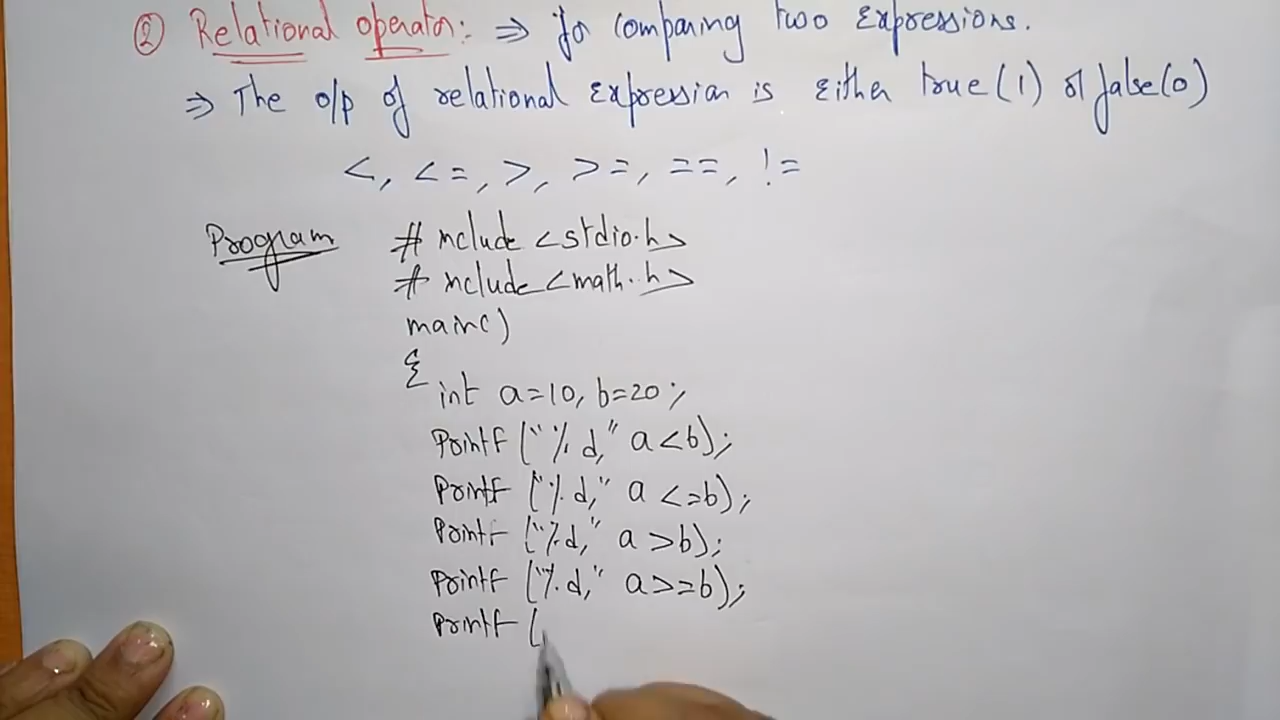 ② Relational operator: ⇒ for comparing two expressions.
⇒ The o/p of relational expression is either true(1) or false(0)
<, <=, >, >=, ==, !=
Program # include <stdio.h>
# include <math.h>
main()
{
int a=10, b=20;
Printf ("%d," a<b);
Printf ("%d," a <=b);
Printf ("%d," a >b);
Printf ("%d," a>=b);
Printf (